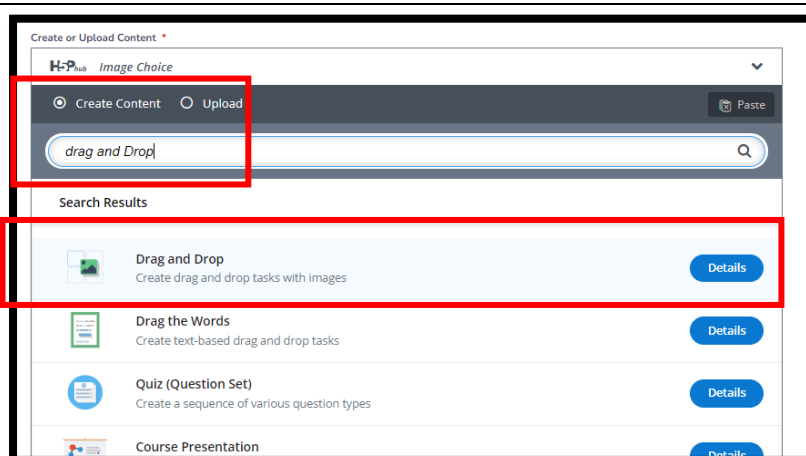 Create or Upload Content *
H5Phub Image Choice
Create Content Upload Paste
drag and Drop
Search Results
Drag and Drop
Create drag and drop tasks with images
Details
Drag the Words
Create text-based drag and drop tasks
Details
Quiz (Question Set)
Create a sequence of various question types
Details
Course Presentation
Details